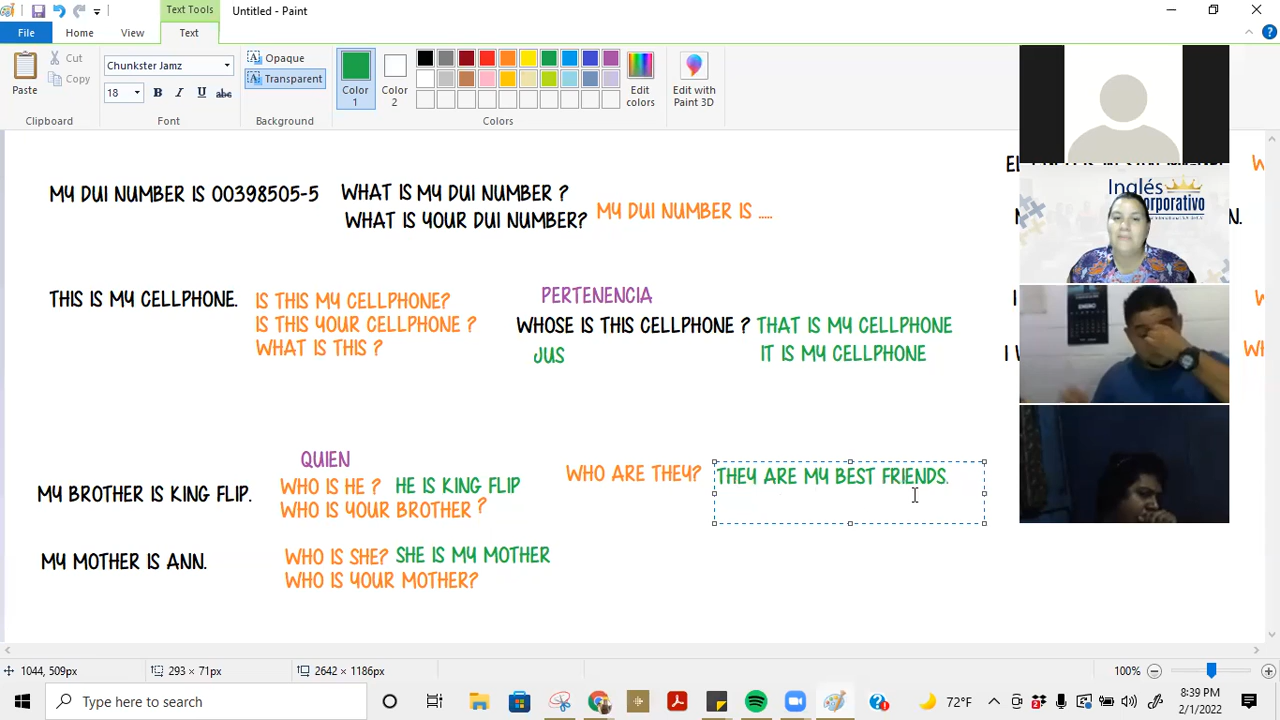 Text Tools
Untitled - Paint
File
Home
View
Text
Paste
Cut
Copy
Clipboard
Chunkster Jamz
18
B I U abc
Font
Opaque
Transparent
Background
Color 1
Color 2
Edit colors
Edit with Paint 3D
Colors
MY DUI NUMBER IS 00398505-5
WHAT IS MY DUI NUMBER ?
WHAT IS YOUR DUI NUMBER?
MY DUI NUMBER IS .....
Inglés
THIS IS MY CELLPHONE.
IS THIS MY CELLPHONE?
IS THIS YOUR CELLPHONE ?
WHAT IS THIS ?
PERTENENCIA
WHOSE IS THIS CELLPHONE ?
JUS
THAT IS MY CELLPHONE
IT IS MY CELLPHONE
ENERO
QUIEN
MY BROTHER IS KING FLIP.
WHO IS HE ?
HE IS KING FLIP
WHO IS YOUR BROTHER ?
WHO ARE THEY?
THEY ARE MY BEST FRIENDS.
MY MOTHER IS ANN.
WHO IS SHE?
SHE IS MY MOTHER
WHO IS YOUR MOTHER?
1044, 509px
293 × 71px
2642 × 1186px
100%
Type here to search
72°F
8:39 PM
2/1/2022